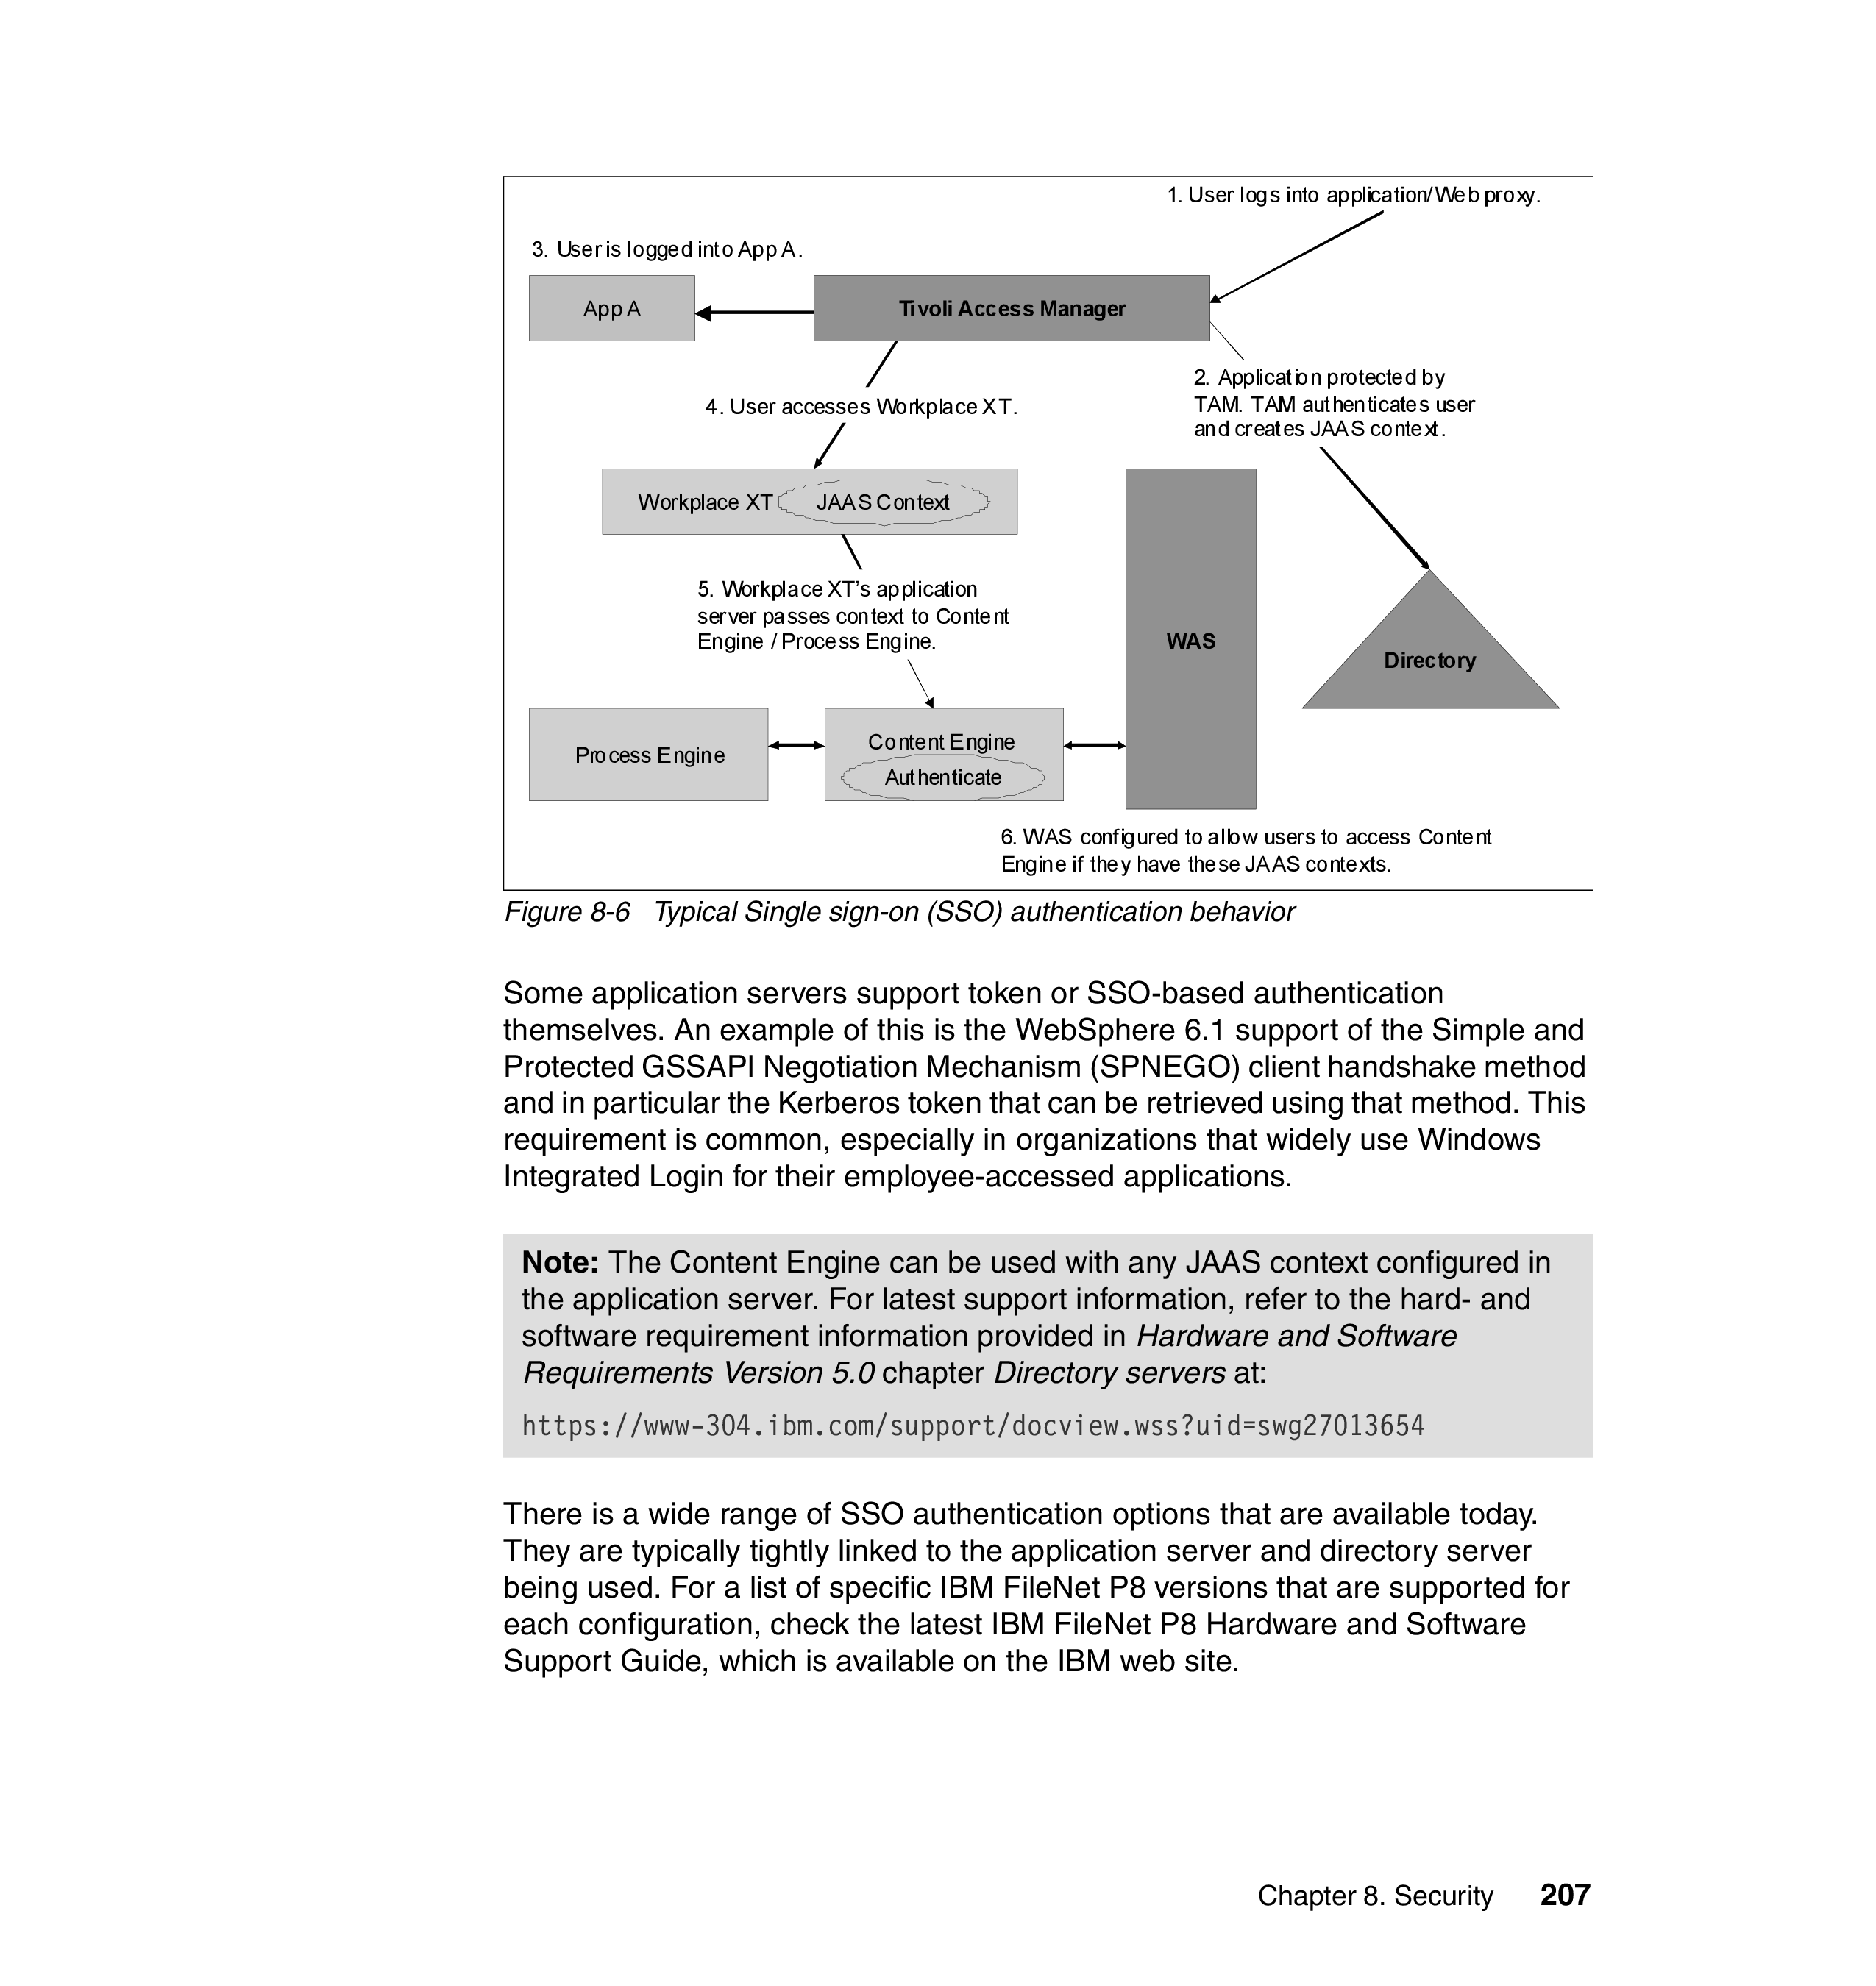 1. User logs into application/Web proxy.
3. User is logged into App A.
App A
Tivoli Access Manager
2. Application protected by
TAM. TAM authenticates user
and creates JAAS context.
4. User accesses Workplace XT.
Workplace XT
JAAS Context
5. Workplace XT's application
server passes context to Content
Engine / Process Engine.
WAS
Directory
Process Engine
Content Engine
Authenticate
6. WAS configured to allow users to access Content
Engine if they have these JAAS contexts.
Figure 8-6 Typical Single sign-on (SSO) authentication behavior
Some application servers support token or SSO-based authentication
themselves. An example of this is the WebSphere 6.1 support of the Simple and
Protected GSSAPI Negotiation Mechanism (SPNEGO) client handshake method
and in particular the Kerberos token that can be retrieved using that method. This
requirement is common, especially in organizations that widely use Windows
Integrated Login for their employee-accessed applications.
Note: The Content Engine can be used with any JAAS context configured in
the application server. For latest support information, refer to the hard- and
software requirement information provided in Hardware and Software
Requirements Version 5.0 chapter Directory servers at:
https://www-304.ibm.com/support/docview.wss?uid=swg27013654
There is a wide range of SSO authentication options that are available today.
They are typically tightly linked to the application server and directory server
being used. For a list of specific IBM FileNet P8 versions that are supported for
each configuration, check the latest IBM FileNet P8 Hardware and Software
Support Guide, which is available on the IBM web site.
Chapter 8. Security 207